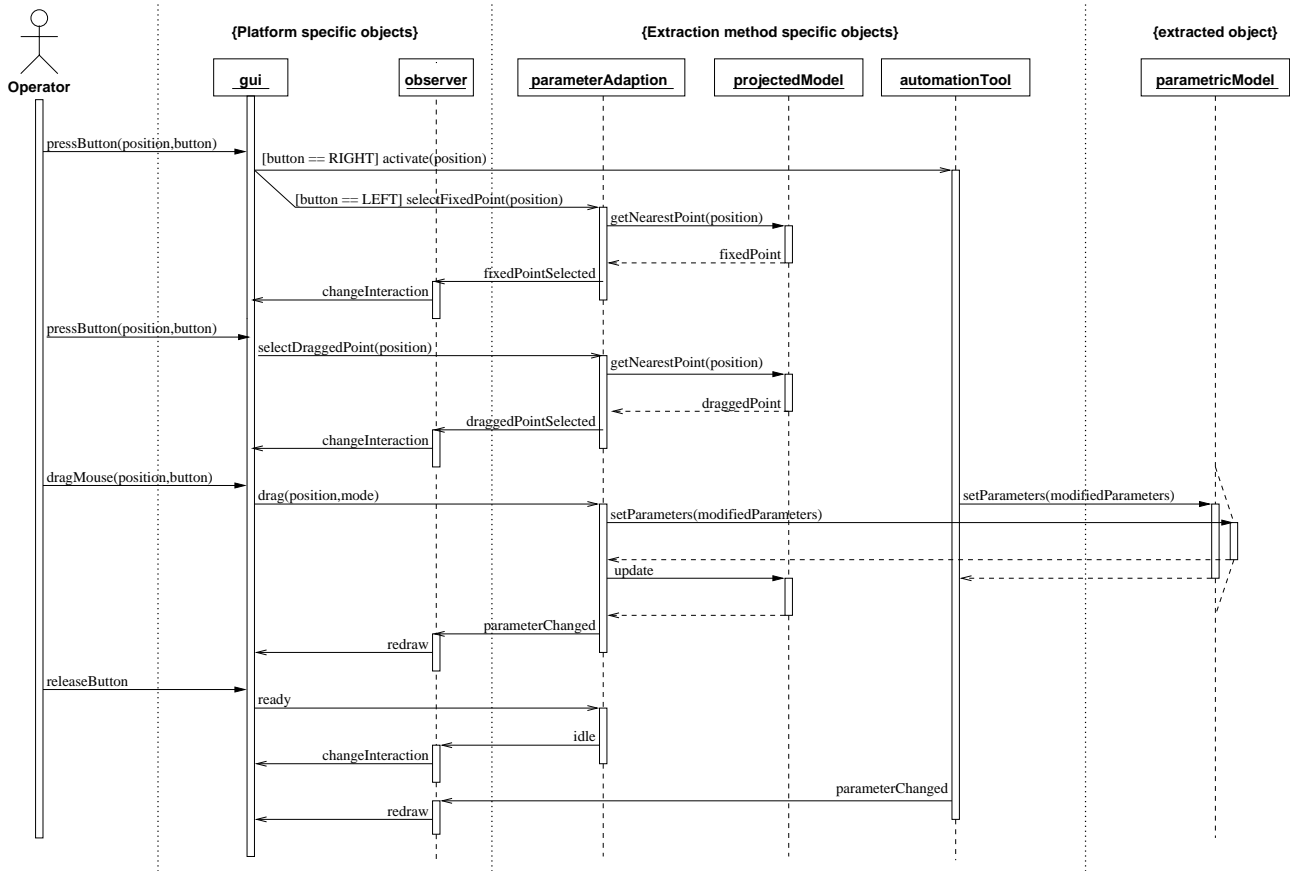 {Platform specific objects}
{Extraction method specific objects}
{extracted object}
Operator
gui
observer
parameterAdaption
projectedModel
automationTool
parametricModel
pressButton(position,button)
[button == RIGHT] activate(position)
[button == LEFT] selectFixedPoint(position)
getNearestPoint(position)
fixedPoint
fixedPointSelected
changeInteraction
pressButton(position,button)
selectDraggedPoint(position)
getNearestPoint(position)
draggedPoint
draggedPointSelected
changeInteraction
dragMouse(position,button)
drag(position,mode)
setParameters(modifiedParameters)
setParameters(modifiedParameters)
update
parameterChanged
redraw
releaseButton
ready
idle
changeInteraction
parameterChanged
redraw